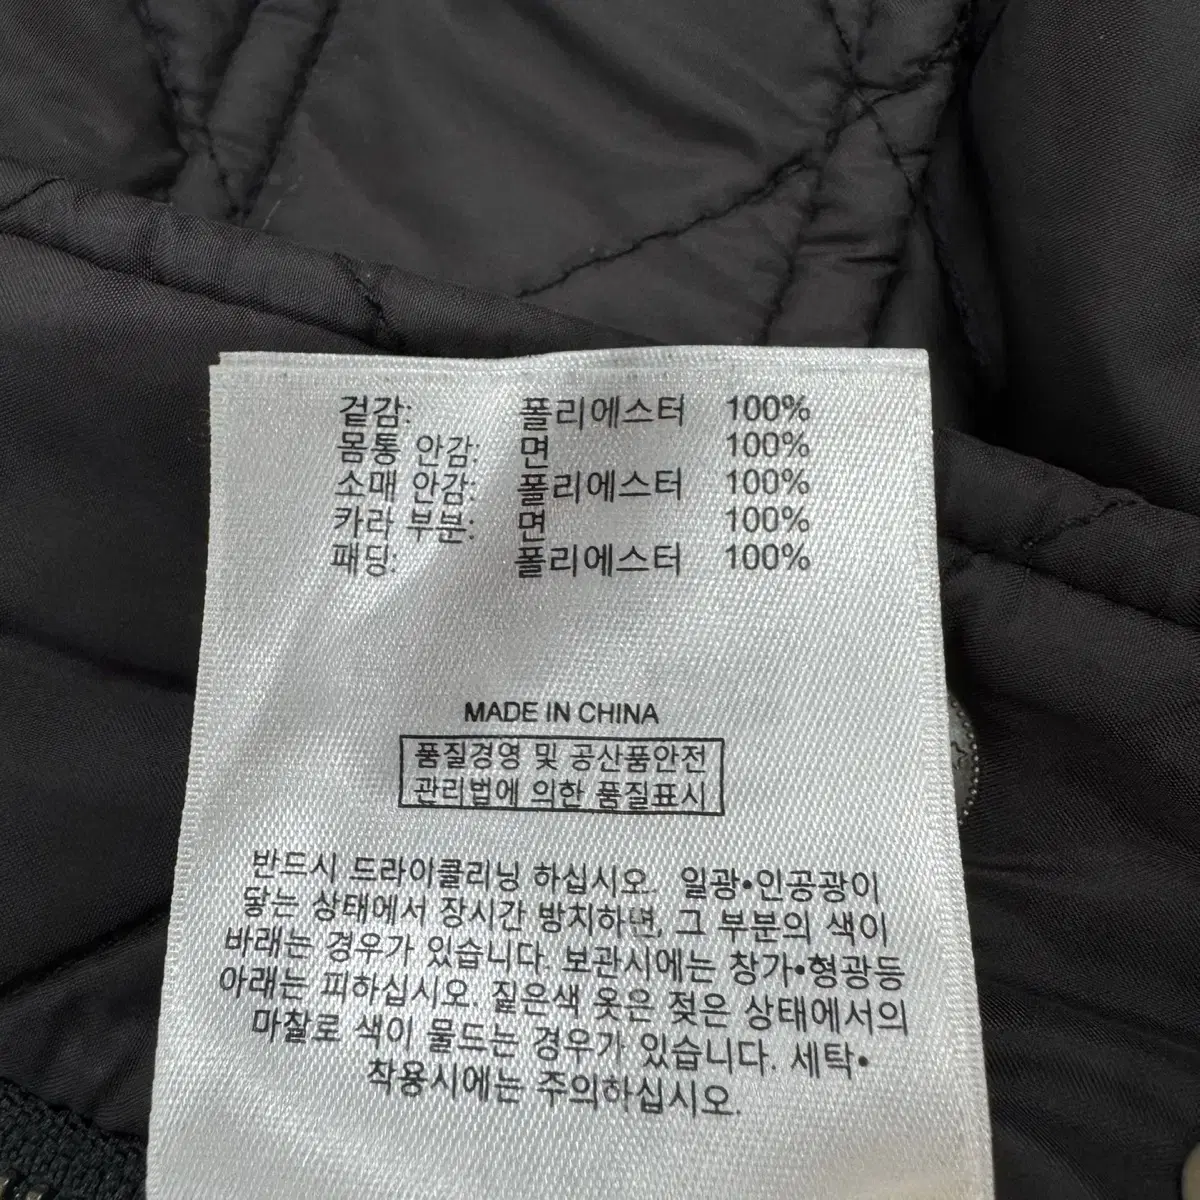 겉감: 폴리에스터 100%
몸통 안감: 면 100%
소매 안감: 폴리에스터 100%
카라 부분: 면 100%
패딩: 폴리에스터 100%
MADE IN CHINA
품질경영 및 공산품안전
관리법에 의한 품질표시
반드시 드라이클리닝 하십시오. 일광•인공광이
닿는 상태에서 장시간 방치하면, 그 부분의 색이
바래는 경우가 있습니다. 보관시에는 창가•형광등
아래는 피하십시오. 짙은색 옷은 젖은 상태에서의
마찰로 색이 물드는 경우가 있습니다. 세탁•
착용시에는 주의하십시오.